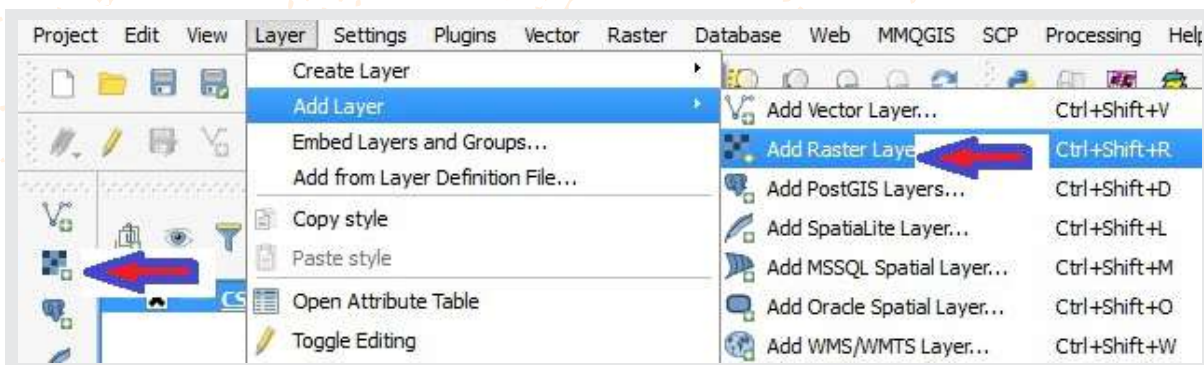 Project Edit View Layer Settings Plugins Vector Raster Database Web MMQGIS SCP Processing Help
Create Layer
Add Layer
Embed Layers and Groups...
Add from Layer Definition File...
Copy style
Paste style
Open Attribute Table
Toggle Editing
Add Vector Layer... Ctrl+Shift+V
Add Raster Laye Ctrl+Shift+R
Add PostGIS Layers... Ctrl+Shift+D
Add SpatiaLite Layer... Ctrl+Shift+L
Add MSSQL Spatial Layer... Ctrl+Shift+M
Add Oracle Spatial Layer... Ctrl+Shift+O
Add WMS/WMTS Layer... Ctrl+Shift+W
CS